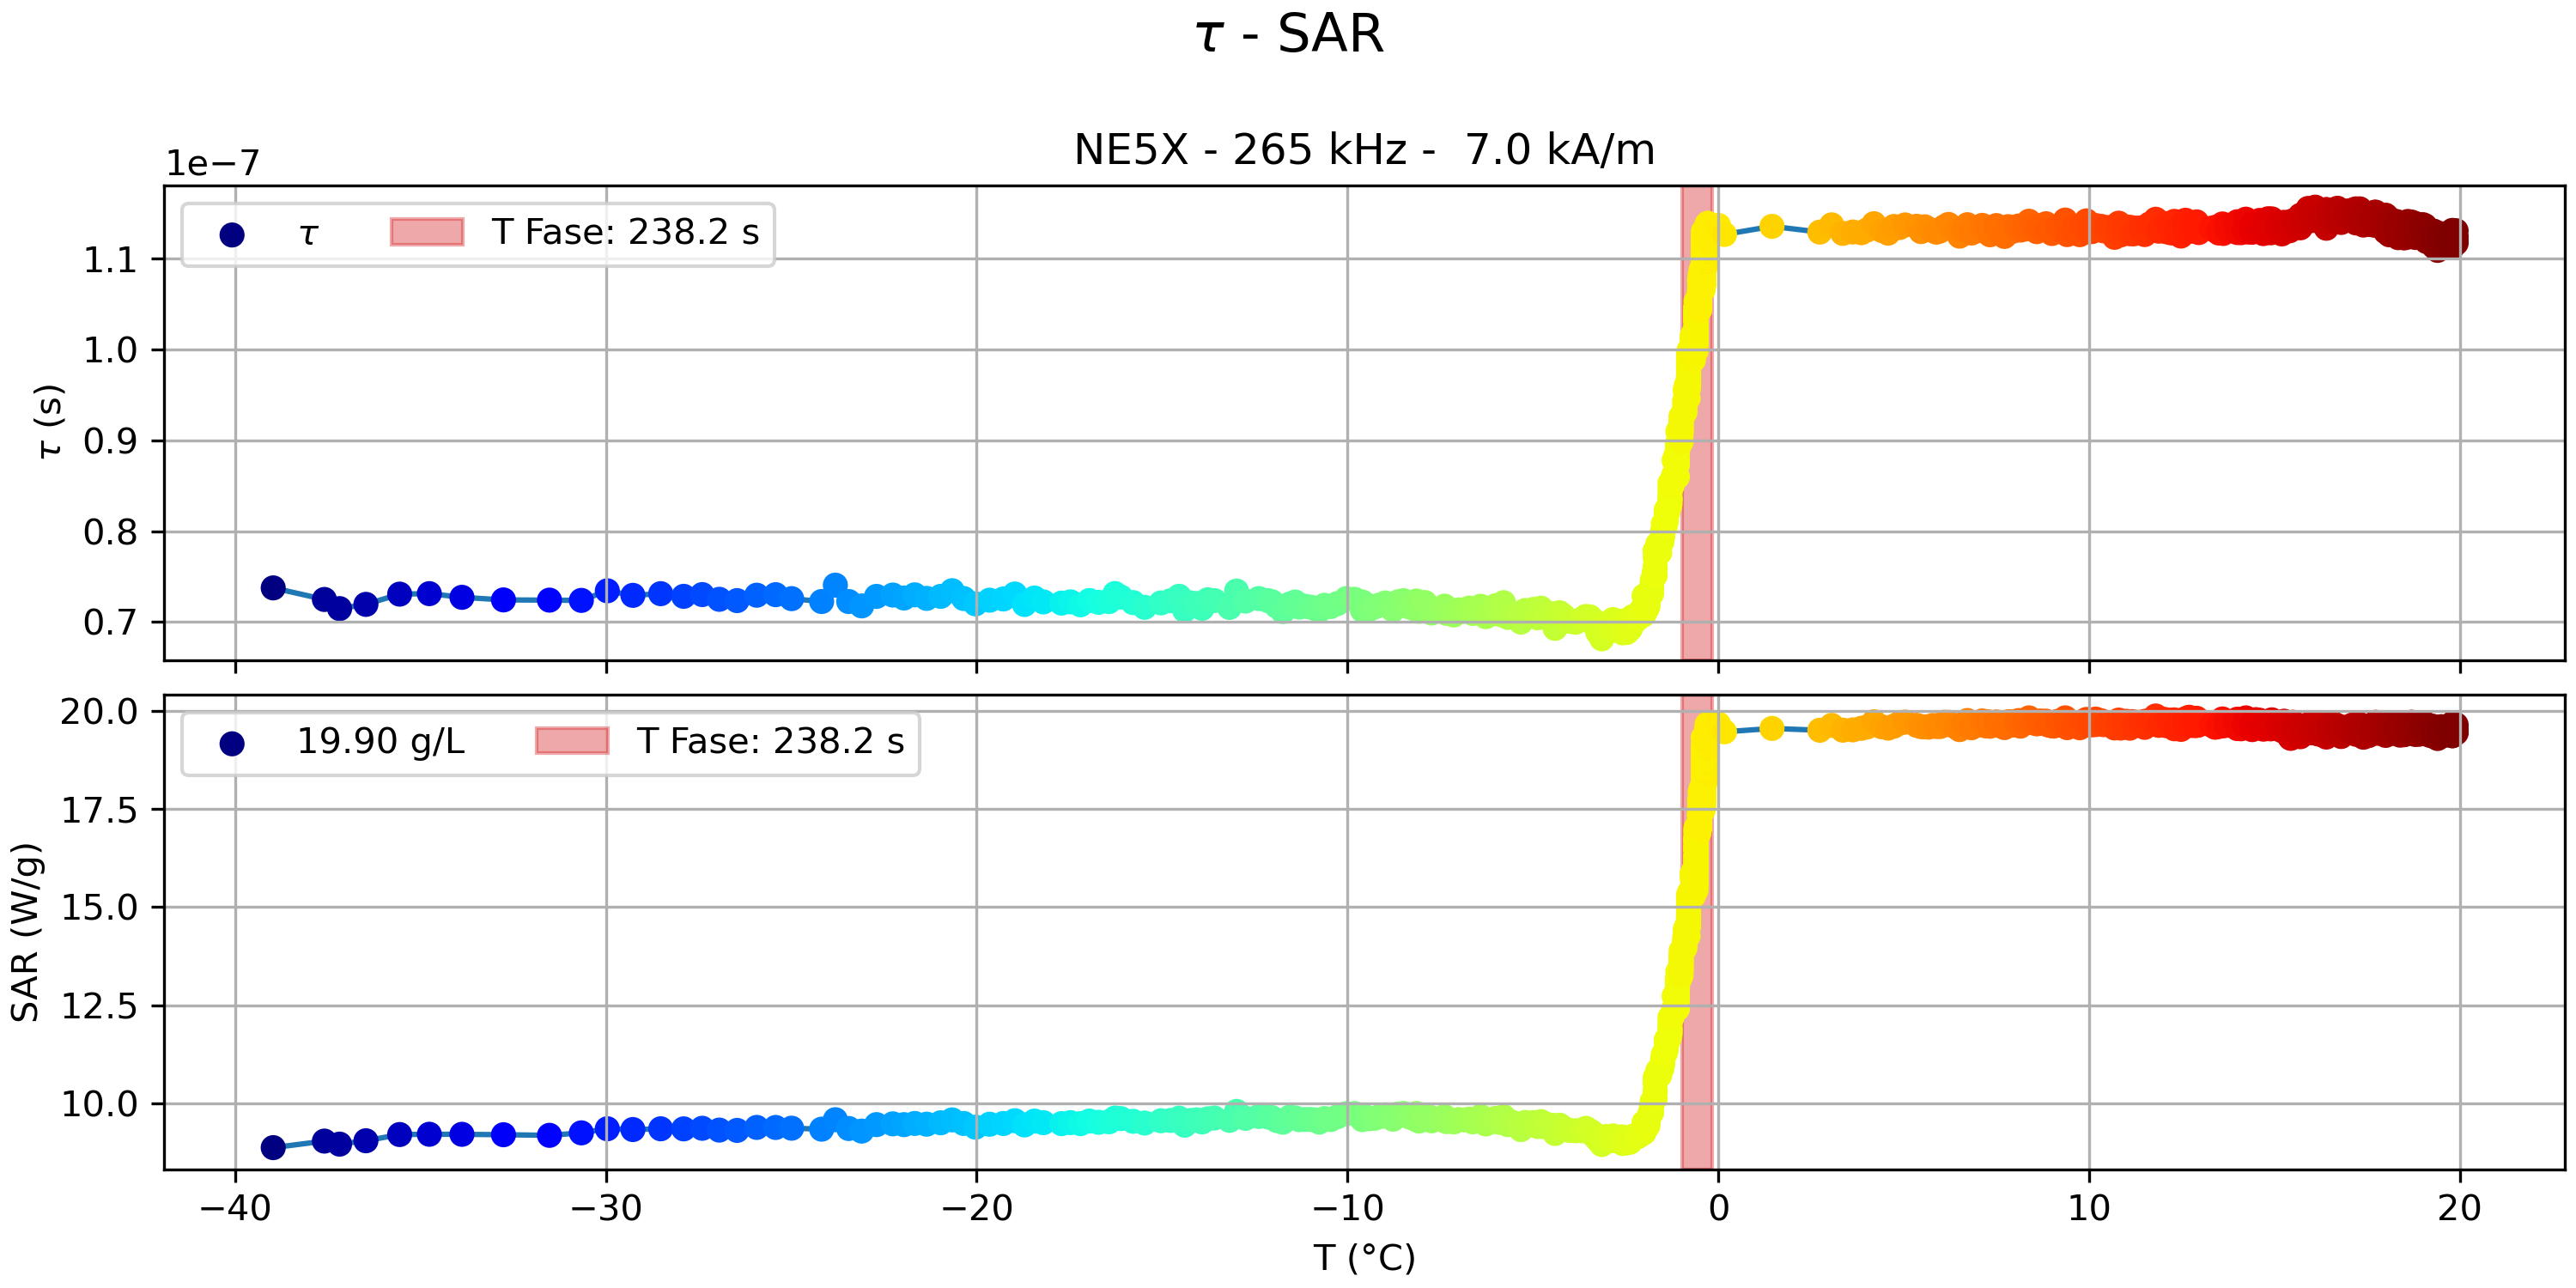 τ - SAR
NE5X - 265 kHz -  7.0 kA/m
1e−7
τ
T Fase: 238.2 s
1.1
1.0
0.9
0.8
0.7
τ (s)
20.0
17.5
15.0
12.5
10.0
SAR (W/g)
19.90 g/L
T Fase: 238.2 s
−40 −30 −20 −10 0 10 20
T (°C)